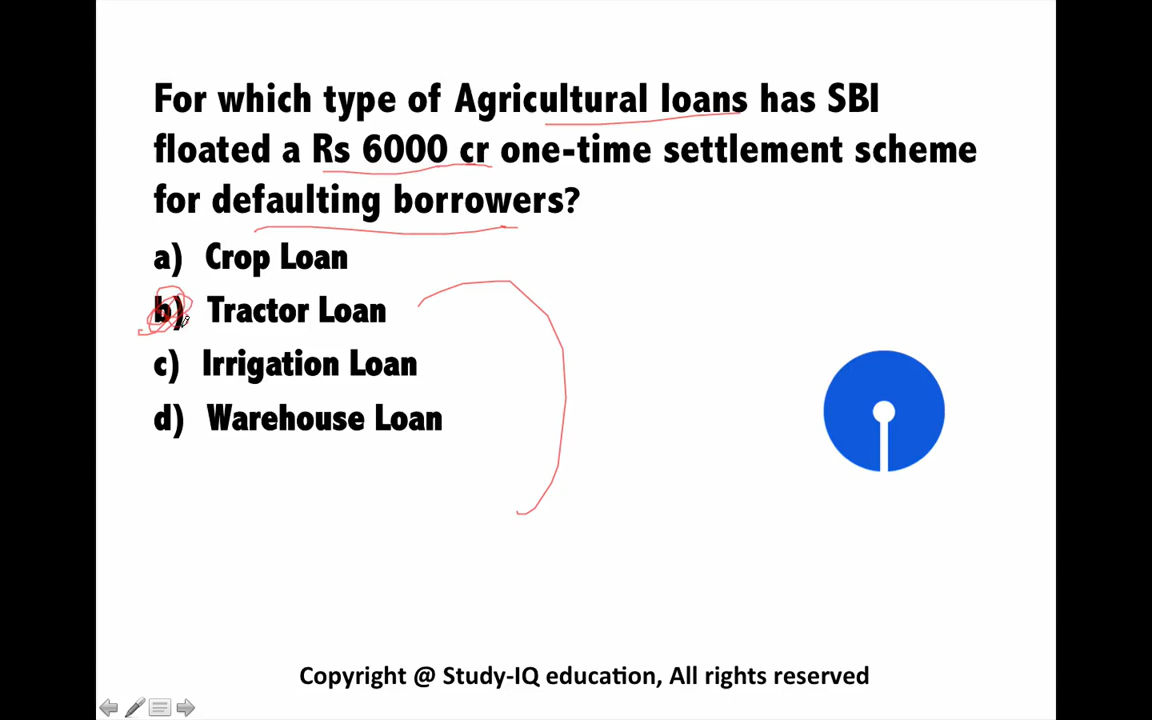 For which type of Agricultural loans has SBI
floated a Rs 6000 cr one-time settlement scheme
for defaulting borrowers?
a) Crop Loan
b) Tractor Loan
c) Irrigation Loan
d) Warehouse Loan
Copyright @ Study-IQ education, All rights reserved